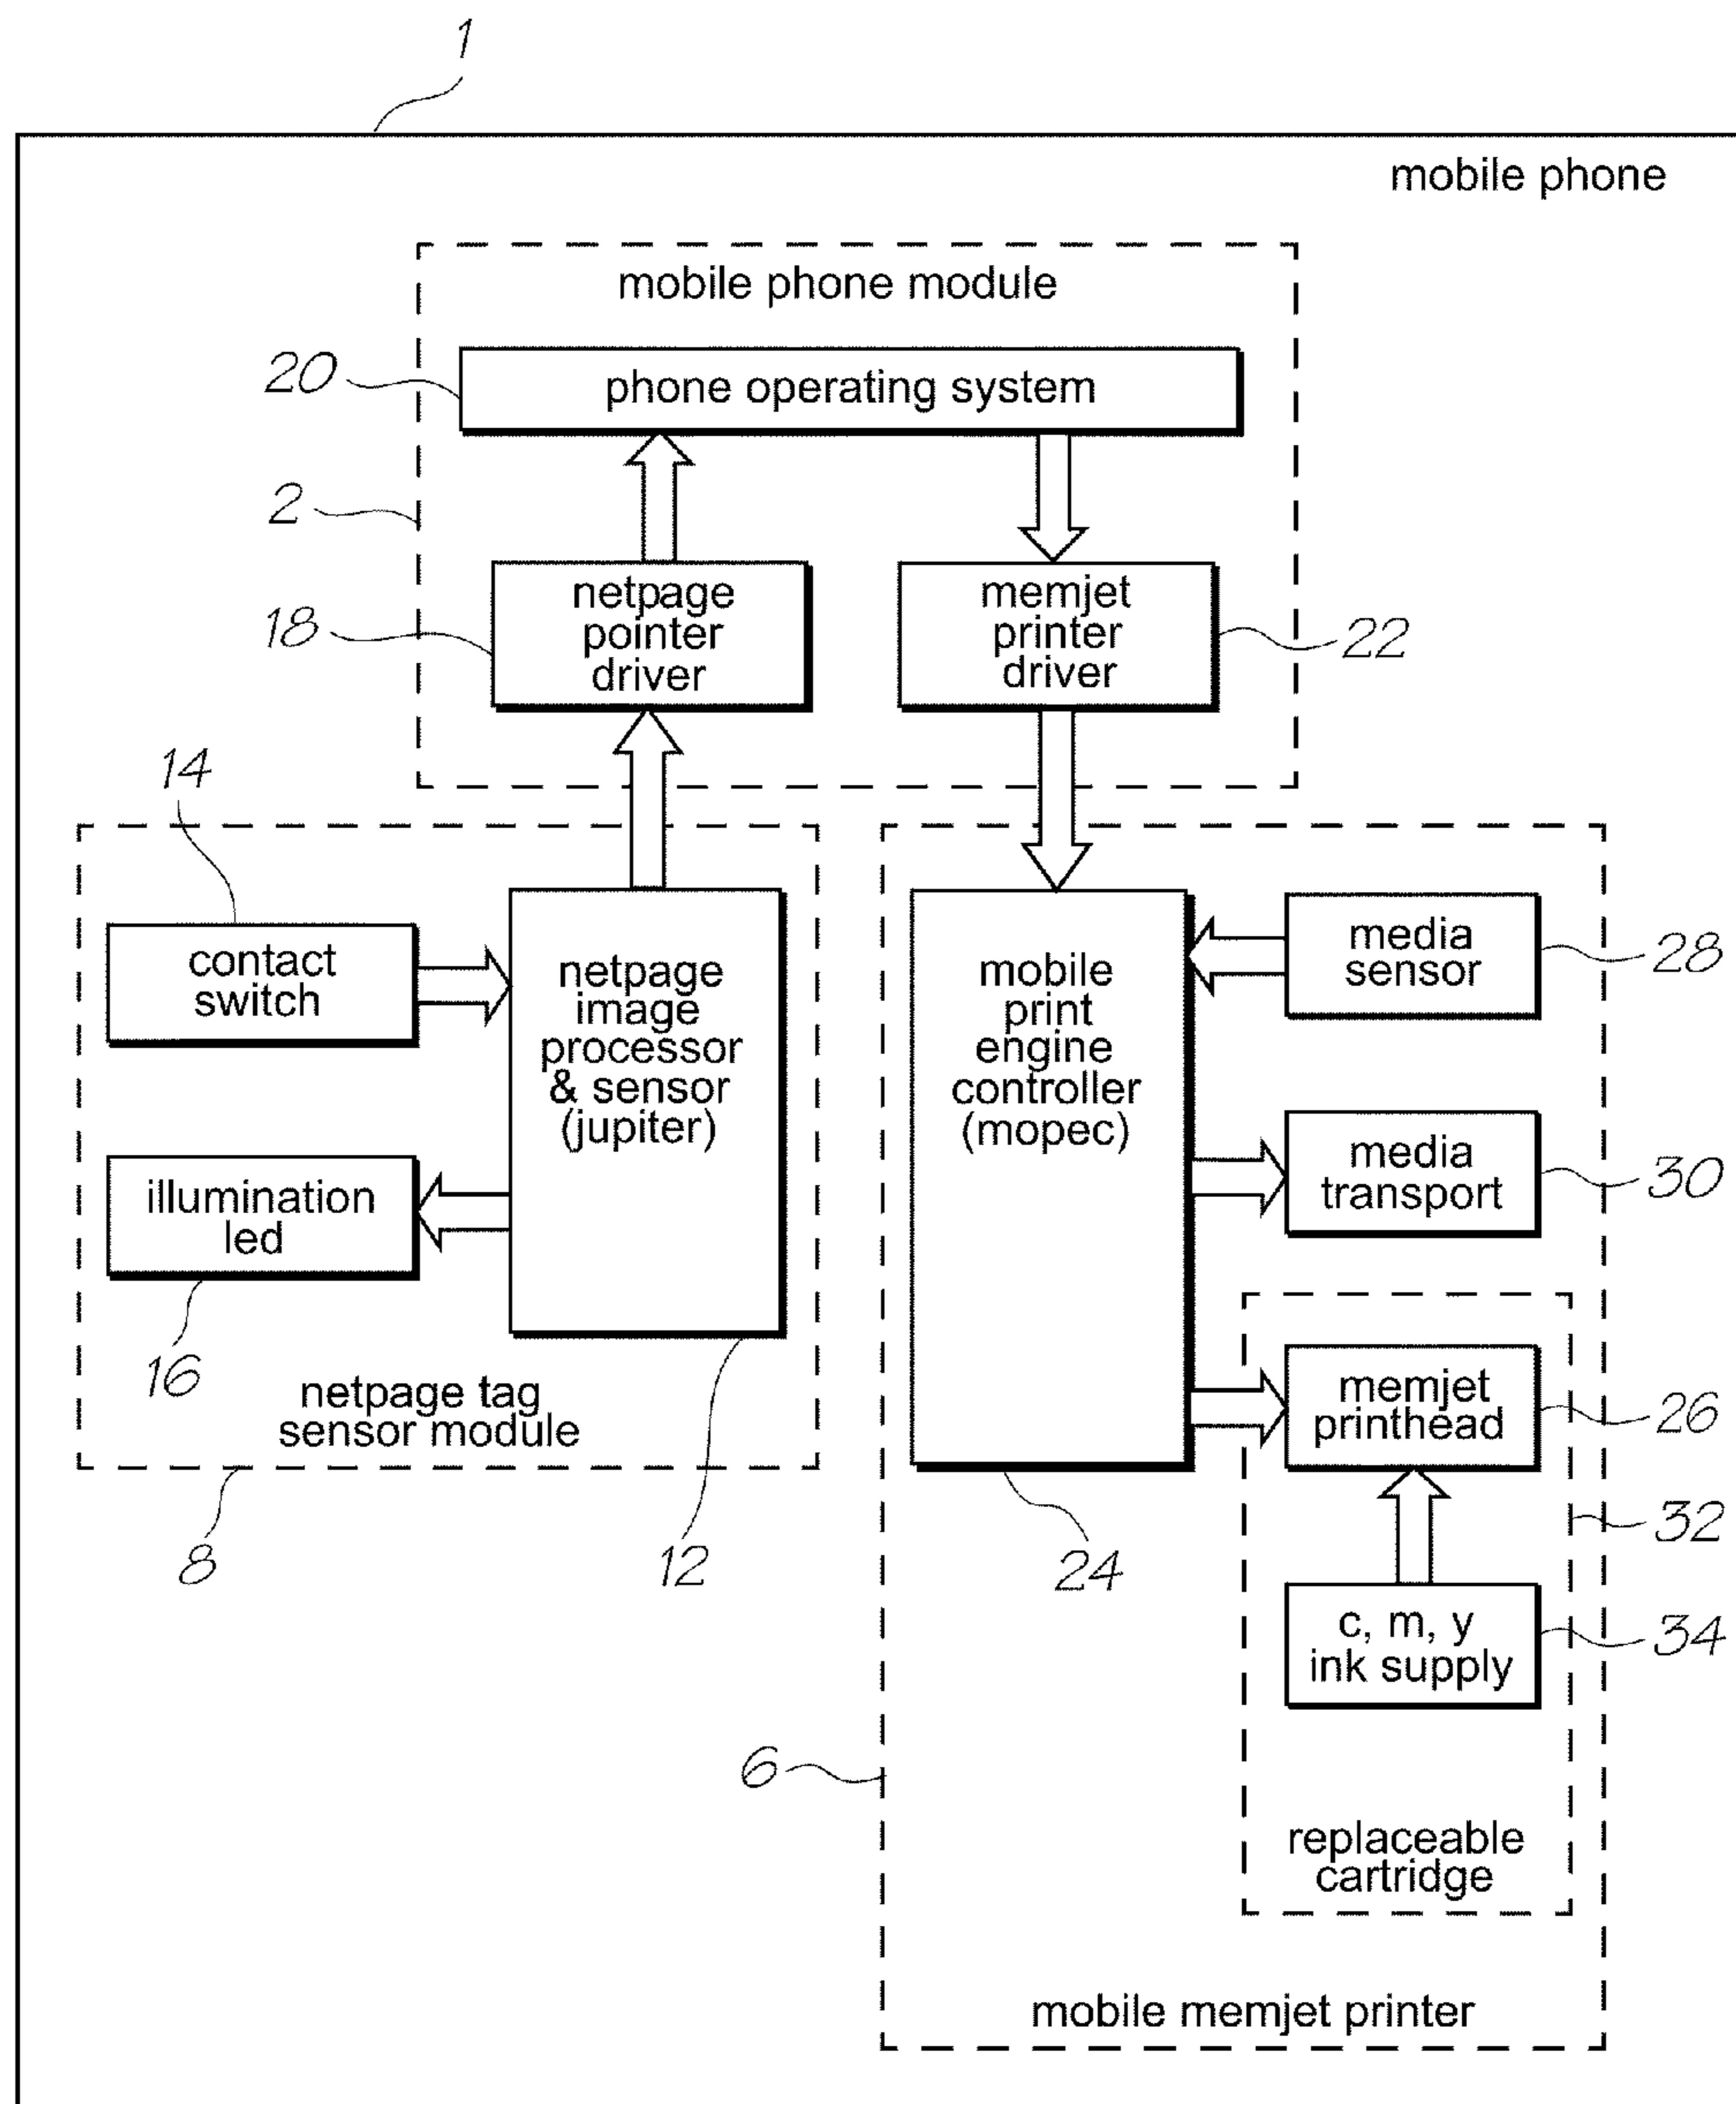 1
mobile phone
mobile phone module
20
phone operating system
2
netpage
pointer
driver
18
memjet
printer
driver
22
14
contact
switch
netpage
image
processor
& sensor
(jupiter)
illumination
led
16
netpage tag
sensor module
8
12
mobile
print
engine
controller
(mopec)
media
sensor
28
media
transport
30
memjet
printhead
26
32
24
c, m, y
ink supply
34
6
replaceable
cartridge
mobile memjet printer